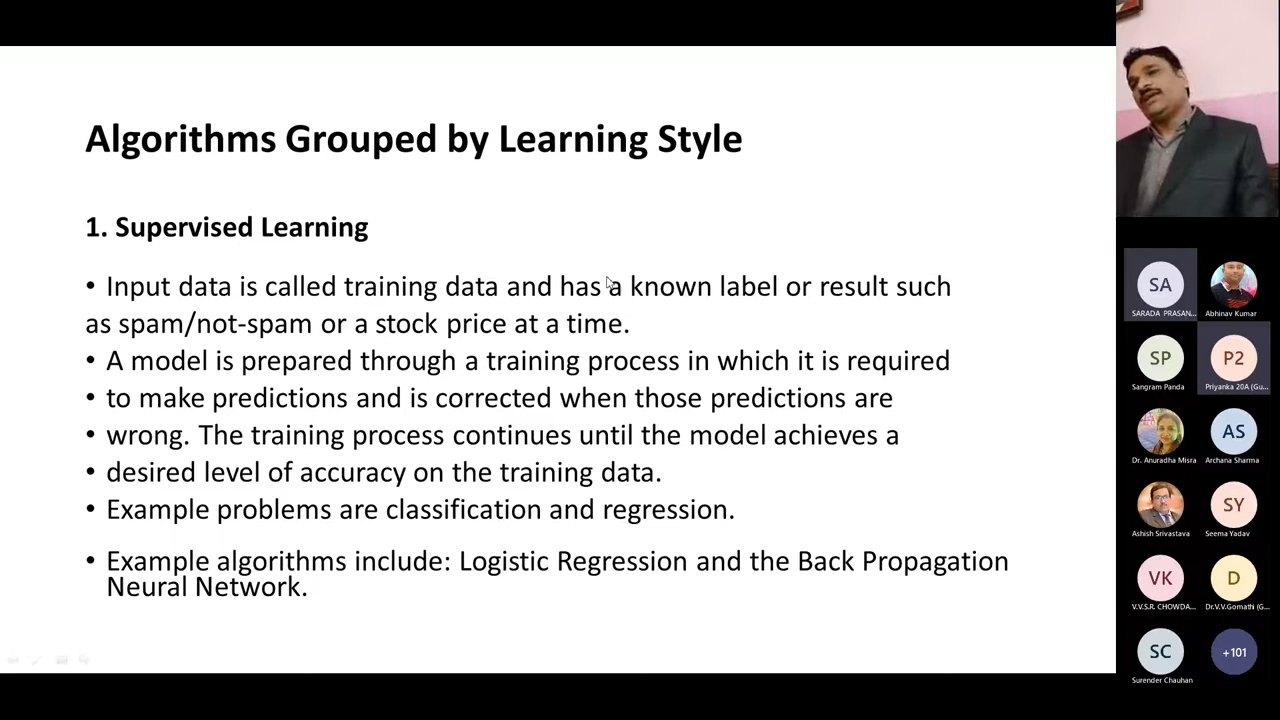 Algorithms Grouped by Learning Style
1. Supervised Learning
• Input data is called training data and has a known label or result such
as spam/not-spam or a stock price at a time.
• A model is prepared through a training process in which it is required
• to make predictions and is corrected when those predictions are
• wrong. The training process continues until the model achieves a
• desired level of accuracy on the training data.
• Example problems are classification and regression.
• Example algorithms include: Logistic Regression and the Back Propagation
Neural Network.
SA
SARADA PRASAN...
Abhinav Kumar
SP
Sangram Panda
P2
Priyanka 20A (Gu...
Dr. Anuradha Misra
AS
Archana Sharma
Ashish Srivastava
SY
Seema Yadav
VK
V.V.S.R. CHOWDA...
D
Dr.V.V.Gomathi (G...
SC
Surender Chauhan
+101